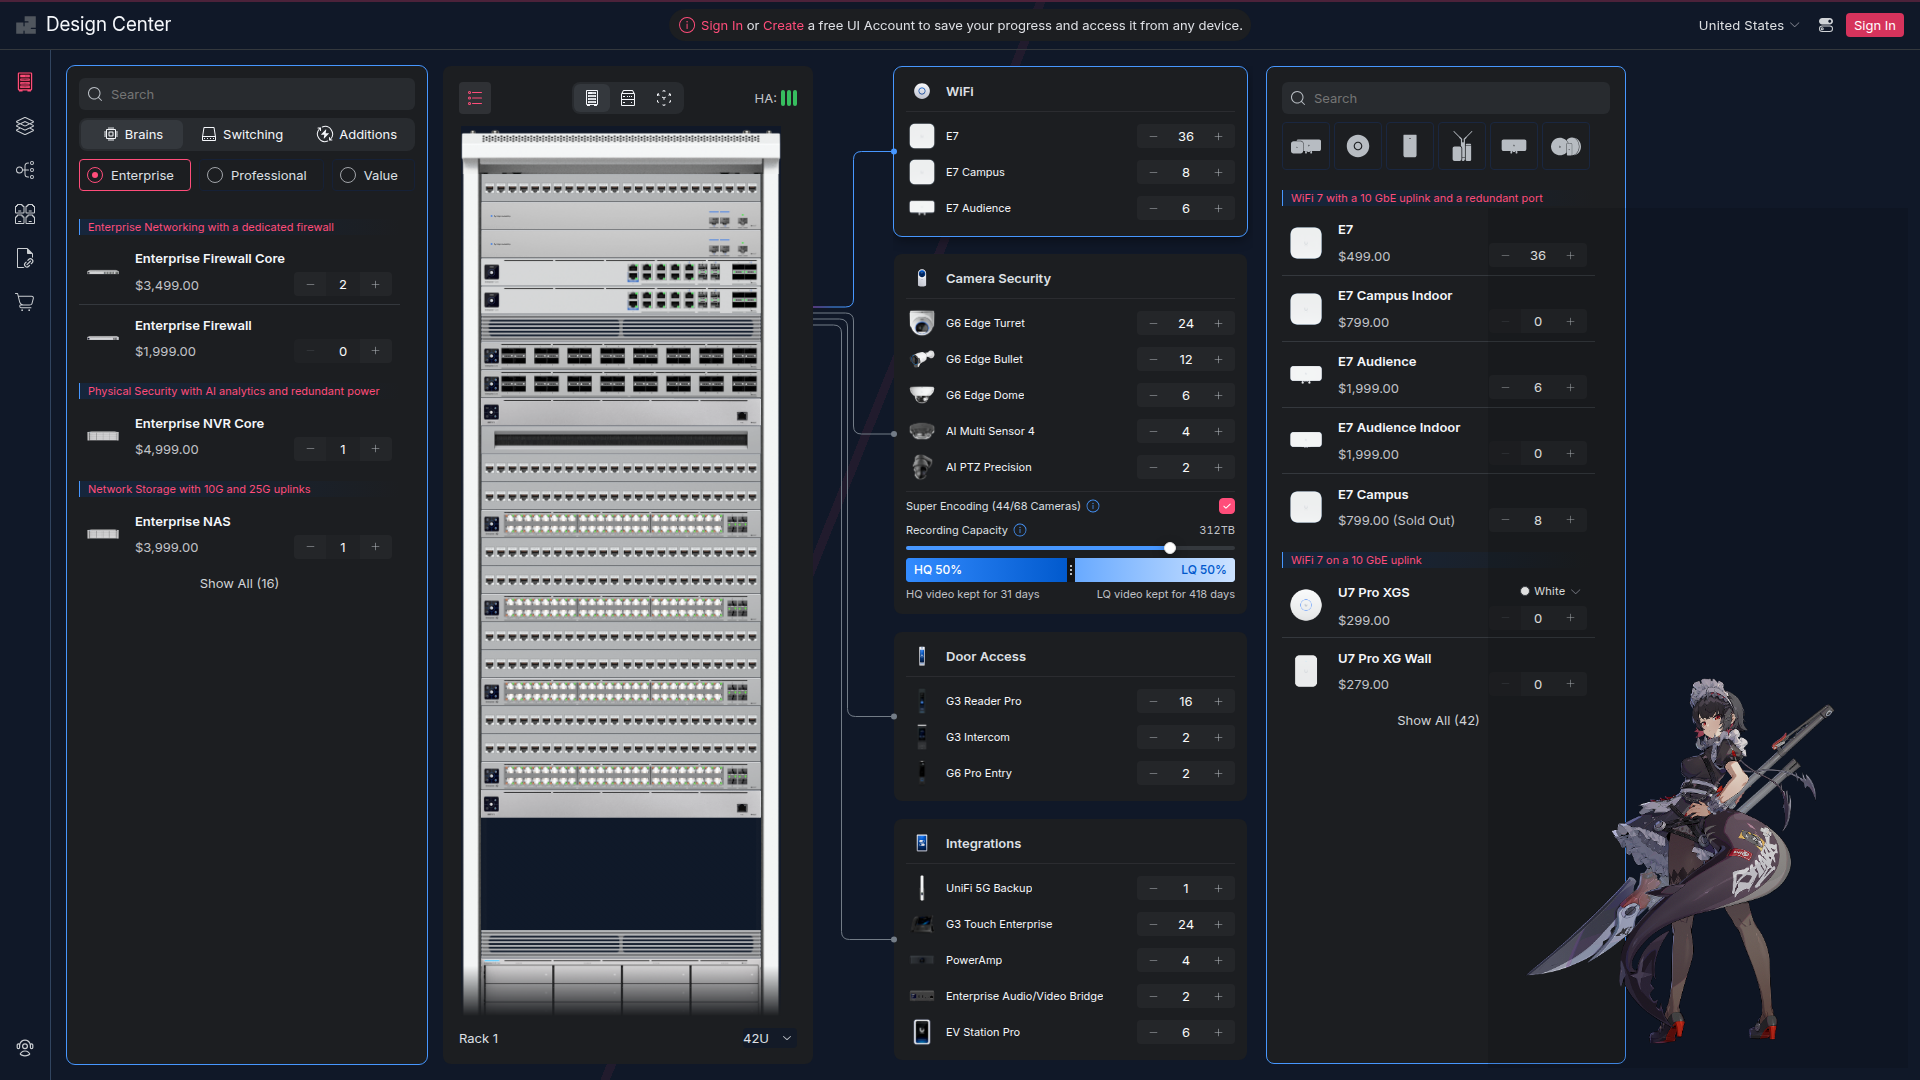 Design Center
Sign In or Create a free UI Account to save your progress and access it from any device.
United States
Sign In
Search
Brains
Switching
Additions
Enterprise
Professional
Value
Enterprise Networking with a dedicated firewall
Enterprise Firewall Core
$3,499.00
2
Enterprise Firewall
$1,999.00
0
Physical Security with AI analytics and redundant power
Enterprise NVR Core
$4,999.00
1
Network Storage with 10G and 25G uplinks
Enterprise NAS
$3,999.00
1
Show All (16)
HA:
Rack 1
42U
WiFi
E7
36
E7 Campus
8
E7 Audience
6
Camera Security
G6 Edge Turret
24
G6 Edge Bullet
12
G6 Edge Dome
6
AI Multi Sensor 4
4
AI PTZ Precision
2
Super Encoding (44/68 Cameras)
Recording Capacity
312TB
HQ 50%
LQ 50%
HQ video kept for 31 days
LQ video kept for 418 days
Door Access
G3 Reader Pro
16
G3 Intercom
2
G6 Pro Entry
2
Integrations
UniFi 5G Backup
1
G3 Touch Enterprise
24
PowerAmp
4
Enterprise Audio/Video Bridge
2
EV Station Pro
6
Search
WiFi 7 with a 10 GbE uplink and a redundant port
E7
$499.00
36
E7 Campus Indoor
$799.00
0
E7 Audience
$1,999.00
6
E7 Audience Indoor
$1,999.00
0
E7 Campus
$799.00 (Sold Out)
8
WiFi 7 on a 10 GbE uplink
U7 Pro XGS
White
$299.00
0
U7 Pro XG Wall
$279.00
0
Show All (42)